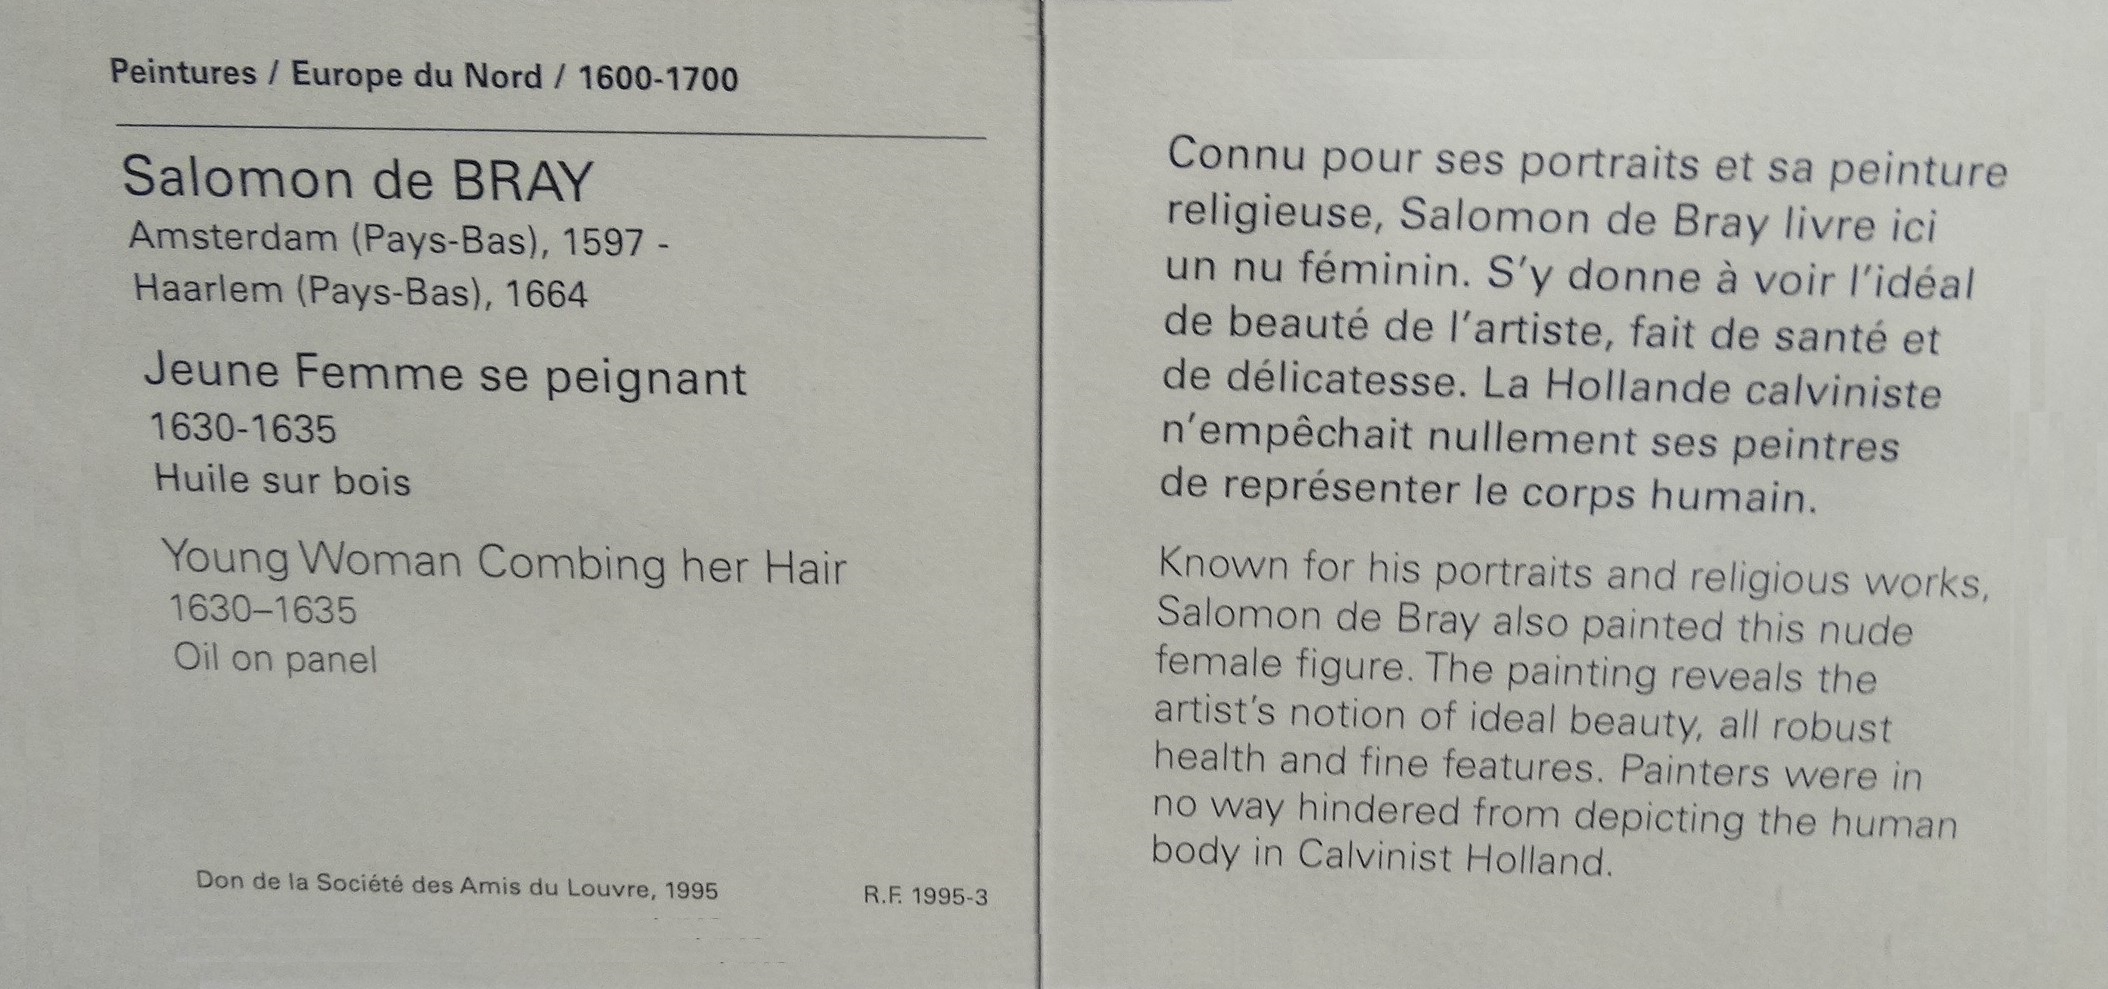 Peintures / Europe du Nord / 1600-1700
Salomon de BRAY
Amsterdam (Pays-Bas), 1597 -
Haarlem (Pays-Bas), 1664
Jeune Femme se peignant
1630-1635
Huile sur bois
Young Woman Combing her Hair
1630–1635
Oil on panel
Don de la Société des Amis du Louvre, 1995
R.F. 1995-3
Connu pour ses portraits et sa peinture
religieuse, Salomon de Bray livre ici
un nu féminin. S’y donne à voir l’idéal
de beauté de l’artiste, fait de santé et
de délicatesse. La Hollande calviniste
n’empêchait nullement ses peintres
de représenter le corps humain.
Known for his portraits and religious works,
Salomon de Bray also painted this nude
female figure. The painting reveals the
artist’s notion of ideal beauty, all robust
health and fine features. Painters were in
no way hindered from depicting the human
body in Calvinist Holland.